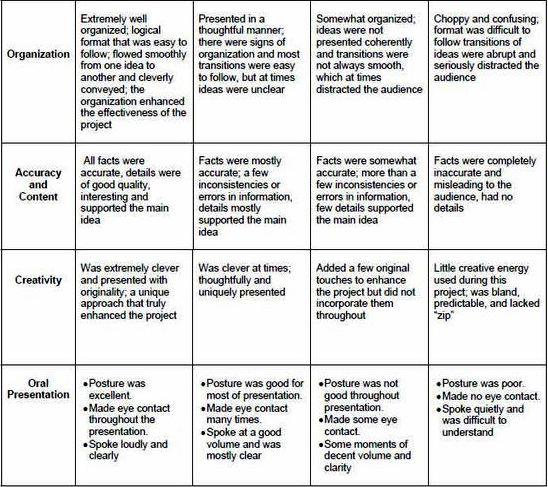 Organization
Extremely well
organized; logical
format that was easy to
follow; flowed smoothly
from one idea to
another and cleverly
conveyed; the
organization enhanced
the effectiveness of the
project
Presented in a
thoughtful manner;
there were signs of
organization and most
transitions were easy
to follow, but at times
ideas were unclear
Somewhat organized;
ideas were not
presented coherently
and transitions were
not always smooth,
which at times
distracted the audience
Choppy and confusing;
format was difficult to
follow transitions of
ideas were abrupt and
seriously distracted the
audience
Accuracy
and
Content
All facts were
accurate, details were
of good quality,
interesting and
supported the main
idea
Facts were mostly
accurate; a few
inconsistencies or
errors in information,
details mostly
supported the main
idea
Facts were somewhat
accurate; more than a
few inconsistencies or
errors in information,
few details supported
the main idea
Facts were completely
inaccurate and
misleading to the
audience, had no
details
Creativity
Was extremely clever
and presented with
originality; a unique
approach that truly
enhanced the project
Was clever at times;
thoughtfully and
uniquely presented
Added a few original
touches to enhance
the project but did not
incorporate them
throughout
Little creative energy
used during this
project; was bland,
predictable, and lacked
“zip”
Oral
Presentation
•Posture was
excellent.
•Made eye contact
throughout the
presentation.
•Spoke loudly and
clearly
•Posture was good for
most of presentation.
•Made eye contact
many times.
•Spoke at a good
volume and was
mostly clear
•Posture was not
good throughout
presentation.
•Made some eye
contact.
•Some moments of
decent volume and
clarity
•Posture was poor.
•Made no eye contact.
•Spoke quietly and
was difficult to
understand